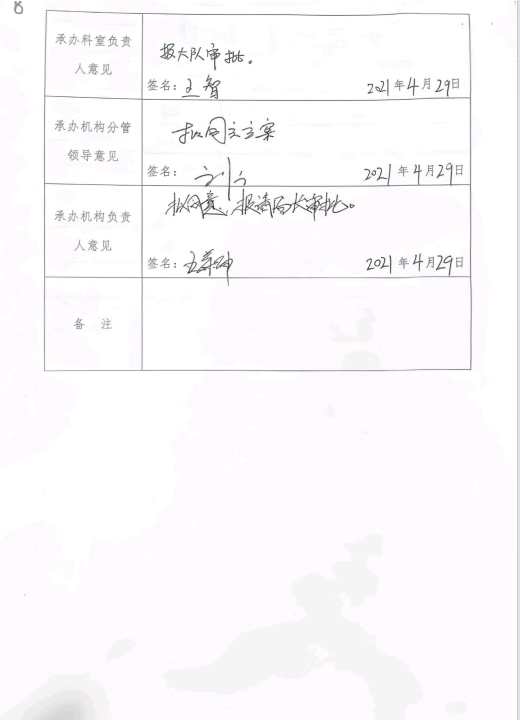 8
承办科室负责
人意见
报大队审批。
签名:王智
2021年4月29日
承办机构分管
领导意见
拟同立案
签名:
2021年4月29日
承办机构负责
人意见
拟同意,报请局长审批。
签名:
2021年4月29日
备 注